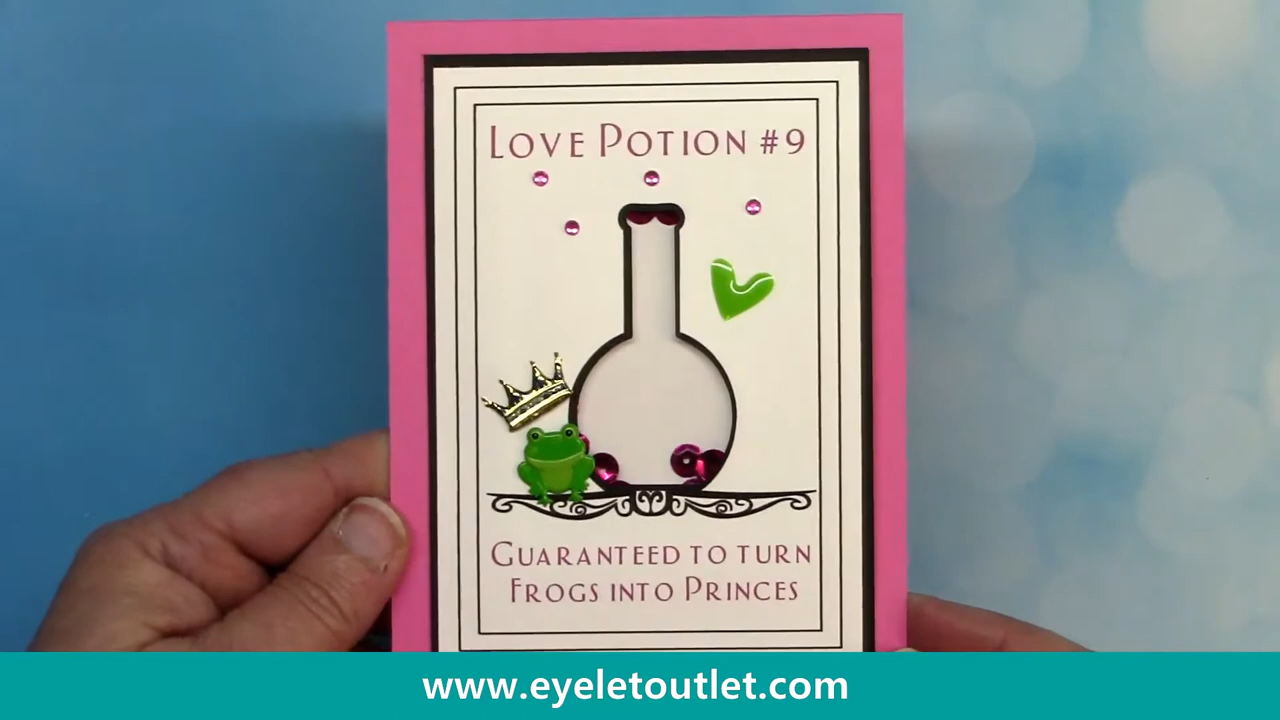 Love Potion #9
Guaranteed to turn
Frogs into Princes
www.eyeletoutlet.com